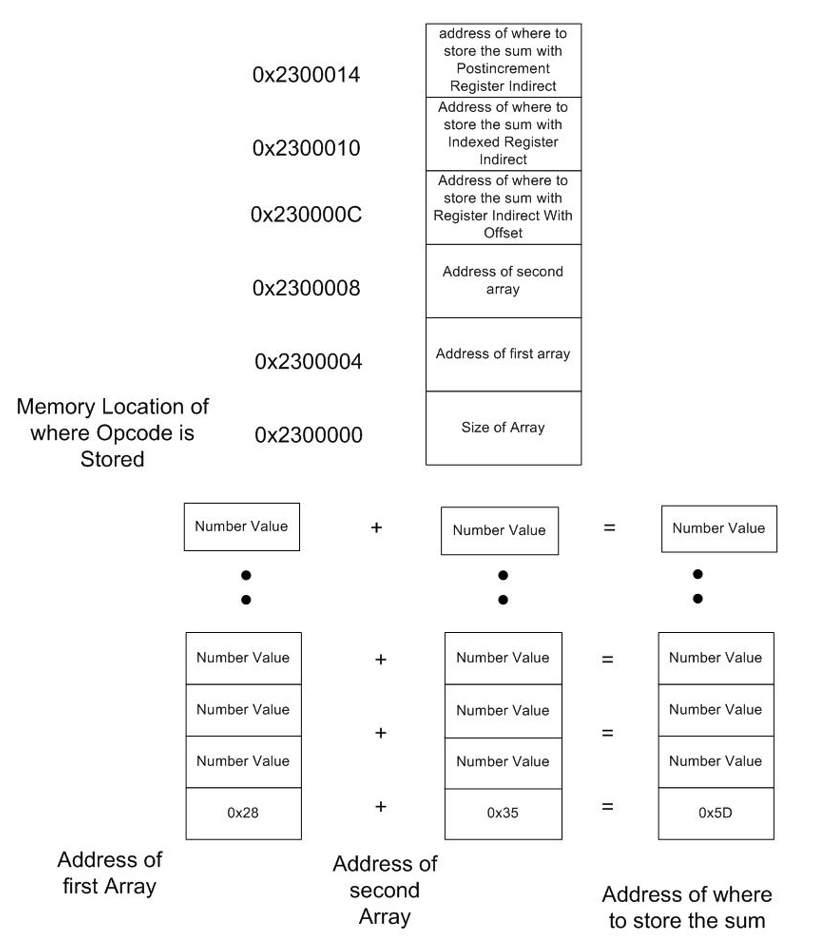 address of where to
store the sum with
Postincrement
Register Indirect
0x2300014
Address of where to
store the sum with
Indexed Register
Indirect
0x2300010
Address of where to
store the sum with
Register Indirect With
Offset
0x230000C
Address of second
array
0x2300008
Address of first array
0x2300004
Memory Location of
where Opcode is
Stored
0x2300000
Size of Array
Number Value + Number Value = Number Value
Number Value + Number Value = Number Value
Number Value Number Value Number Value
+ =
Number Value Number Value Number Value
0x28 + 0x35 = 0x5D
Address of
first Array
Address of
second
Array
Address of where
to store the sum